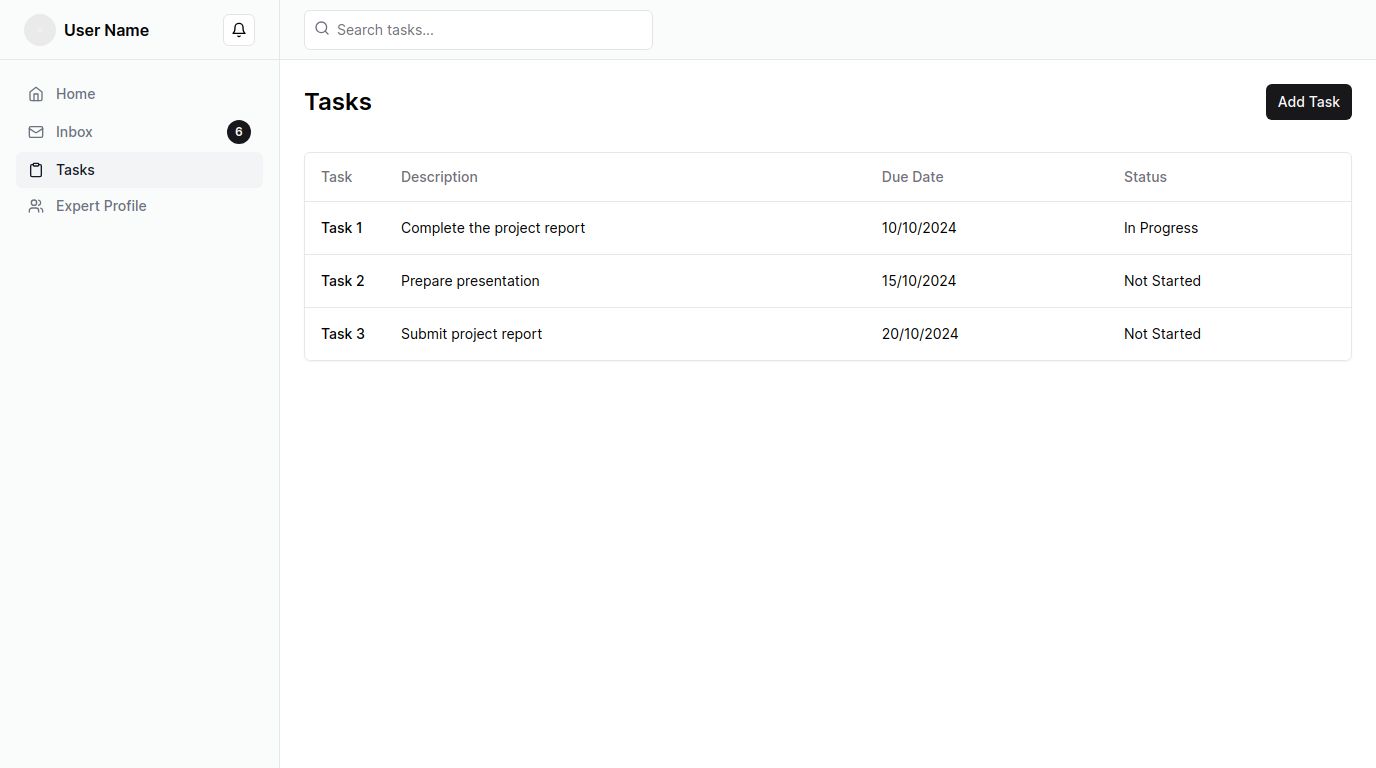 User Name
Search tasks...
Home
Inbox 6
Tasks
Expert Profile
Tasks
Add Task
Task Description Due Date Status
Task 1 Complete the project report 10/10/2024 In Progress
Task 2 Prepare presentation 15/10/2024 Not Started
Task 3 Submit project report 20/10/2024 Not Started